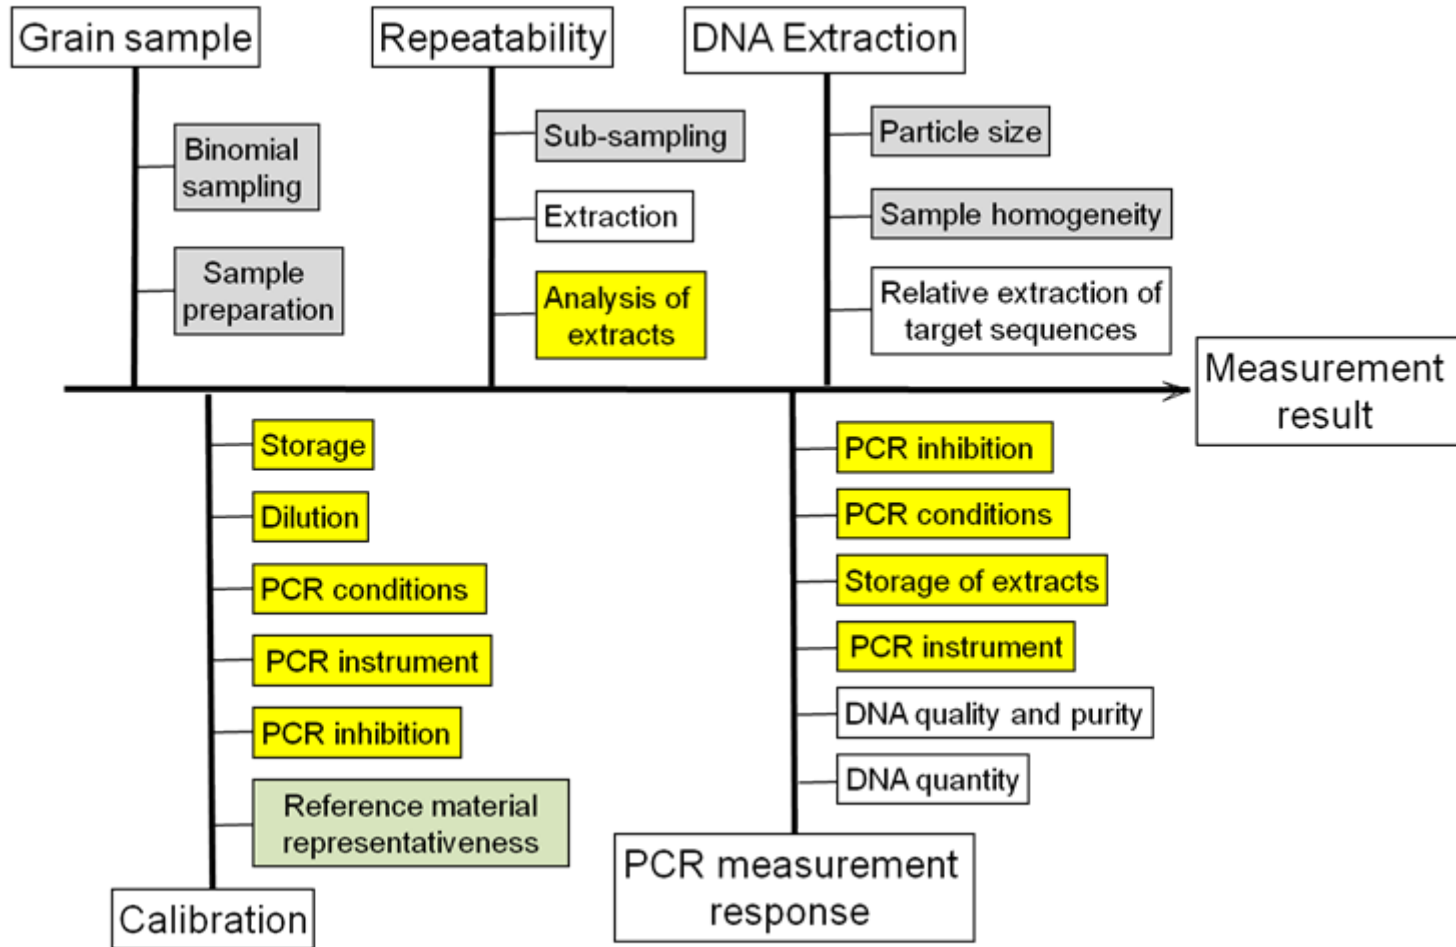 Grain sample
Binomial
sampling
Sample
preparation
Repeatability
Sub-sampling
Extraction
Analysis of
extracts
DNA Extraction
Particle size
Sample homogeneity
Relative extraction of
target sequences
Measurement
result
Storage
Dilution
PCR conditions
PCR instrument
PCR inhibition
Reference material
representativeness
Calibration
PCR inhibition
PCR conditions
Storage of extracts
PCR instrument
DNA quality and purity
DNA quantity
PCR measurement
response